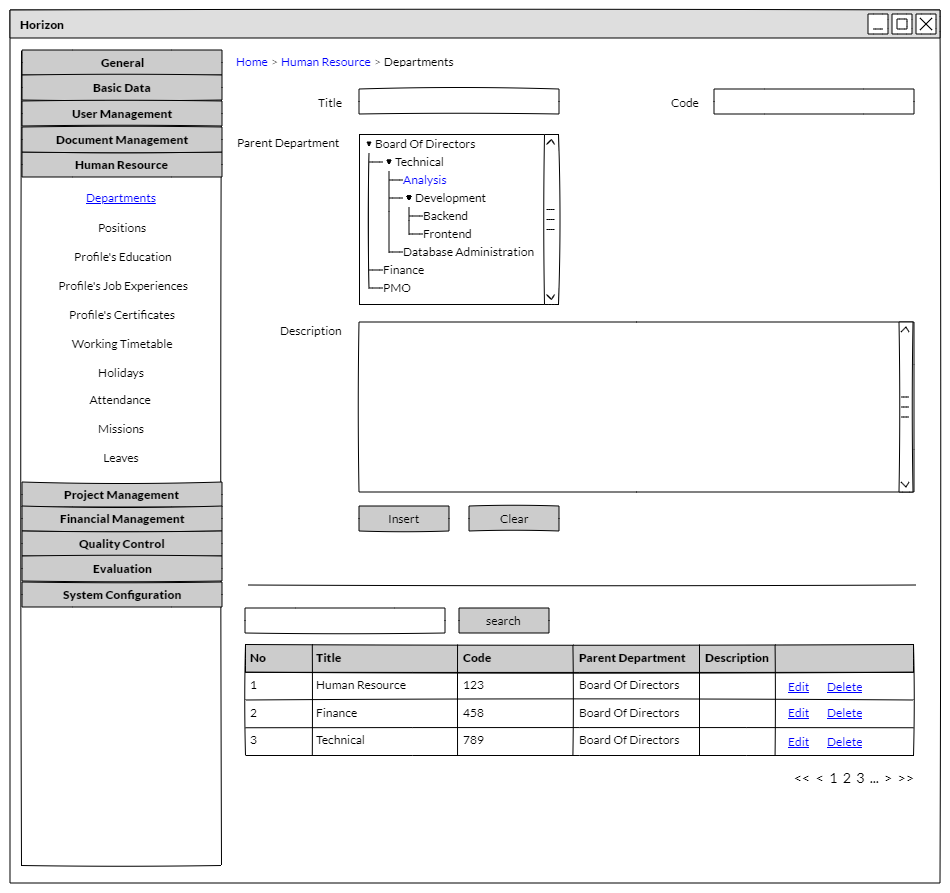 Horizon
General
Basic Data
User Management
Document Management
Human Resource
Departments
Positions
Profile's Education
Profile's Job Experiences
Profile's Certificates
Working Timetable
Holidays
Attendance
Missions
Leaves
Project Management
Financial Management
Quality Control
Evaluation
System Configuration
Home > Human Resource > Departments
Title
Code
Parent Department
Board Of Directors
Technical
Analysis
Development
Backend
Frontend
Database Administration
Finance
PMO
Description
Insert Clear
search
No Title Code Parent Department Description
1 Human Resource 123 Board Of Directors Edit Delete
2 Finance 458 Board Of Directors Edit Delete
3 Technical 789 Board Of Directors Edit Delete
<< < 1 2 3 ... > >>